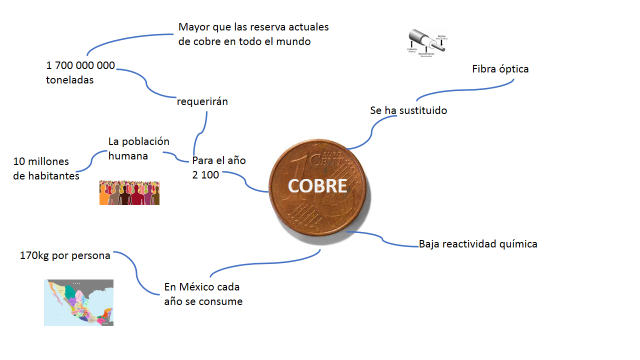 Mayor que las reserva actuales
de cobre en todo el mundo
1 700 000 000
toneladas
requerirán
La población
humana
10 millones
de habitantes
Para el año
2 100
COBRE
Fibra óptica
Se ha sustituido
Baja reactividad química
170kg por persona
En México cada
año se consume